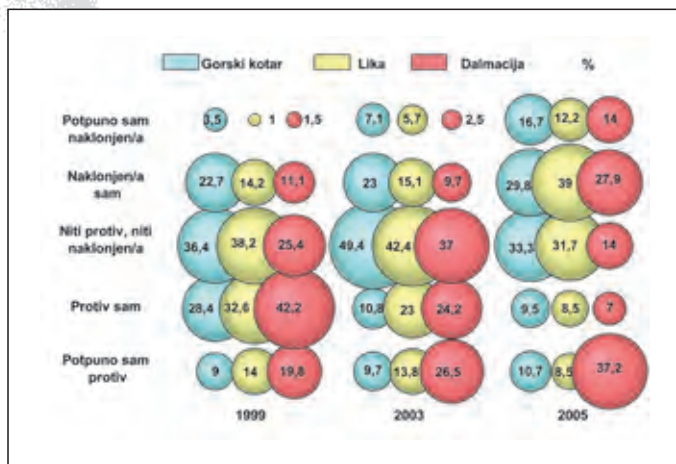 Gorski kotar Lika Dalmacija %
Potpuno sam
naklonjen/a
3,5 1 1,5 7,1 5,7 2,5 16,7 12,2 14
Naklonjen/a
sam
22,7 14,2 11,1 23 15,1 9,7 29,8 39 27,9
Niti protiv, niti
naklonjen/a
36,4 38,2 25,4 49,4 42,4 37 33,3 31,7 14
Protiv sam
28,4 32,6 42,2 10,8 23 24,2 9,5 8,5 7
Potpuno sam
protiv
9 14 19,8 9,7 13,8 26,5 10,7 8,5 37,2
1999 2003 2005